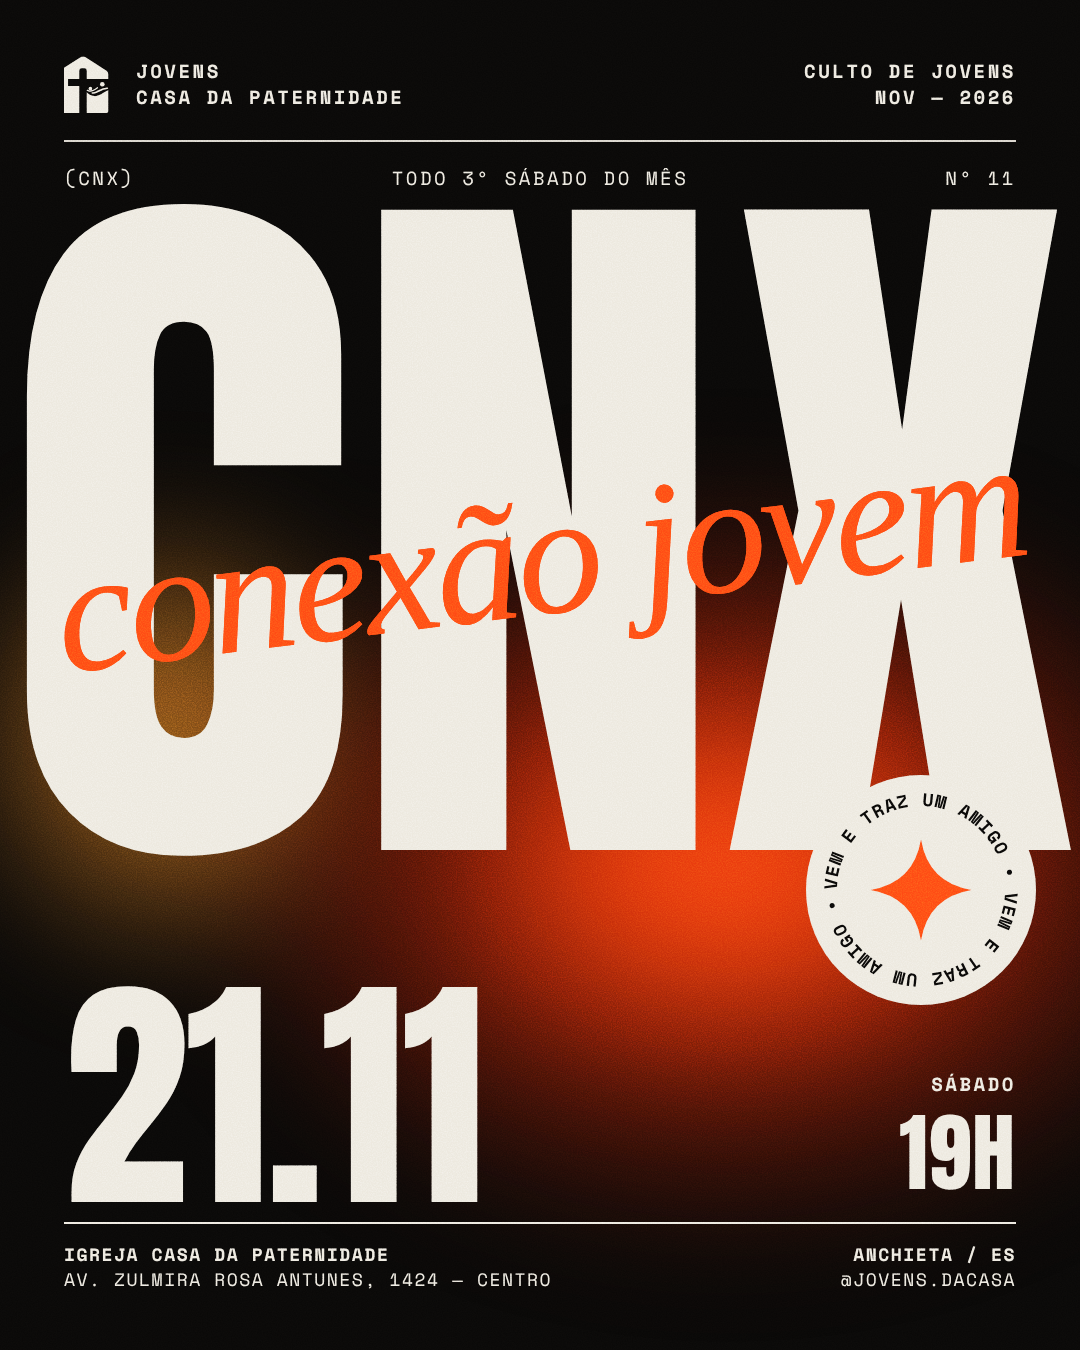 JOVENS
CASA DA PATERNIDADE
CULTO DE JOVENS
NOV — 2026
(CNX)
TODO 3º SÁBADO DO MÊS
Nº 11
CNX
conexão jovem
VEM E TRAZ UM AMIGO • VEM E TRAZ UM AMIGO •
21.11
SÁBADO
19H
IGREJA CASA DA PATERNIDADE
AV. ZULMIRA ROSA ANTUNES, 1424 — CENTRO
ANCHIETA / ES
@JOVENS.DACASA